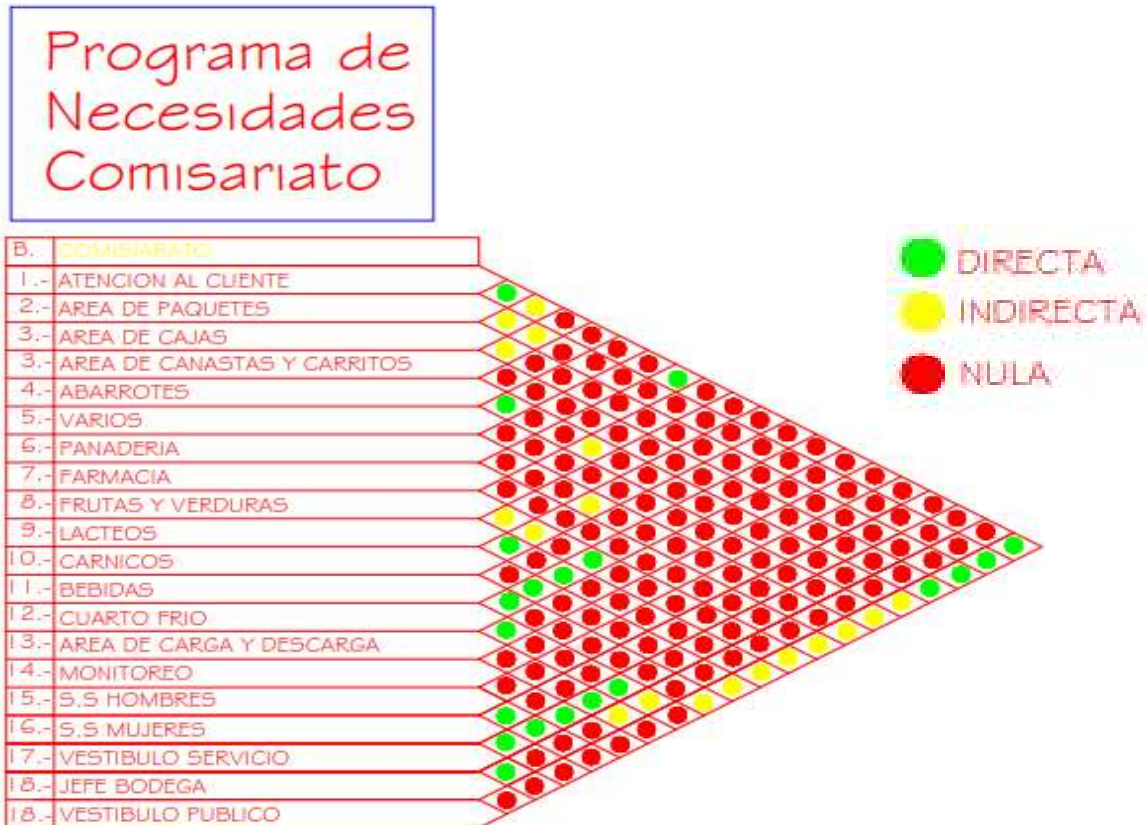 Programa de
Necesidades
Comisariato
B. COMISIARATO
1.- ATENCION AL CLIENTE
2.- AREA DE PAQUETES
3.- AREA DE CAJAS
3.- AREA DE CANASTAS Y CARRITOS
4.- ABARROTES
5.- VARIOS
6.- PANADERIA
7.- FARMACIA
8.- FRUTAS Y VERDURAS
9.- LACTEOS
10.- CARNICOS
11.- BEBIDAS
12.- CUARTO FRIO
13.- AREA DE CARGA Y DESCARGA
14.- MONITOREO
15.- S.S HOMBRES
16.- S.S MUJERES
17.- VESTIBULO SERVICIO
18.- JEFE BODEGA
18.- VESTIBULO PUBLICO
DIRECTA
INDIRECTA
NULA